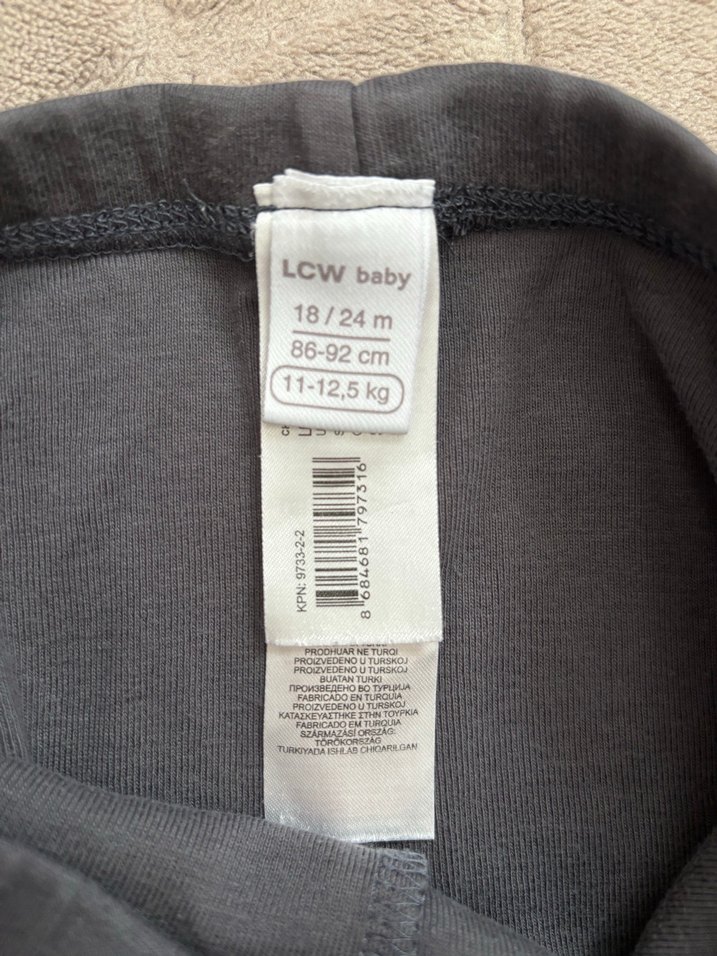 LCW baby
18 / 24 m
86-92 cm
11-12,5 kg
KPN: 9733-2-2
8 684681 797316
PRODHUAR NE TURQI
PROIZVEDENO U TURSKOJ
PROIZVEDENO U TURSKOJ
BUATAN TURKI
ПРОИЗВЕДЕНО ВО ТУРЦИЈА
FABRICADO EN TURQUIA
PROIZVEDENO U TURSKOJ
ΚΑΤΑΣΚΕΥΑΣΤΗΚΕ ΣΤΗΝ ΤΟΥΡΚΙΑ
FABRICADO EM TURQUIA
SZÁRMAZÁSI ORSZÁG:
TÖRÖKORSZÁG
TURKIYADA ISHLAB CHIQARILGAN